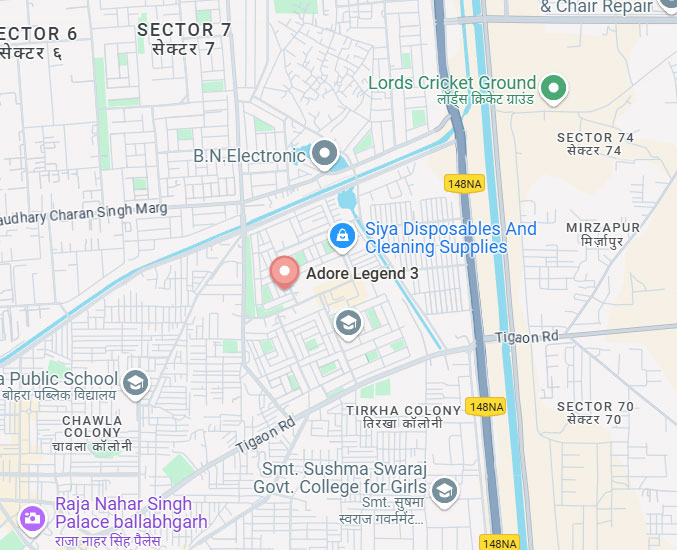 & Chair Repair
SECTOR 7
सेक्टर 7
ECTOR 6
सेक्टर ६
Lords Cricket Ground
लॉर्ड्स क्रिकेट ग्राउंड
SECTOR 74
सेक्टर 74
B.N.Electronic
148NA
audhary Charan Singh Marg
MIRZAPUR
मिर्ज़ापुर
Siya Disposables And
Cleaning Supplies
Adore Legend 3
Tigaon Rd
a Public School
बोहरा पब्लिक विद्यालय
CHAWLA
COLONY
चावला कॉलोनी
TIRKHA COLONY
तिरखा कॉलोनी
148NA
SECTOR 70
सेक्टर 70
Tigaon Rd
Smt. Sushma Swaraj
Govt. College for Girls
Smt. सुषमा
स्वराज गवर्नमेंट...
Raja Nahar Singh
Palace ballabhgarh
राजा नाहर सिंह पैलेस
148NA